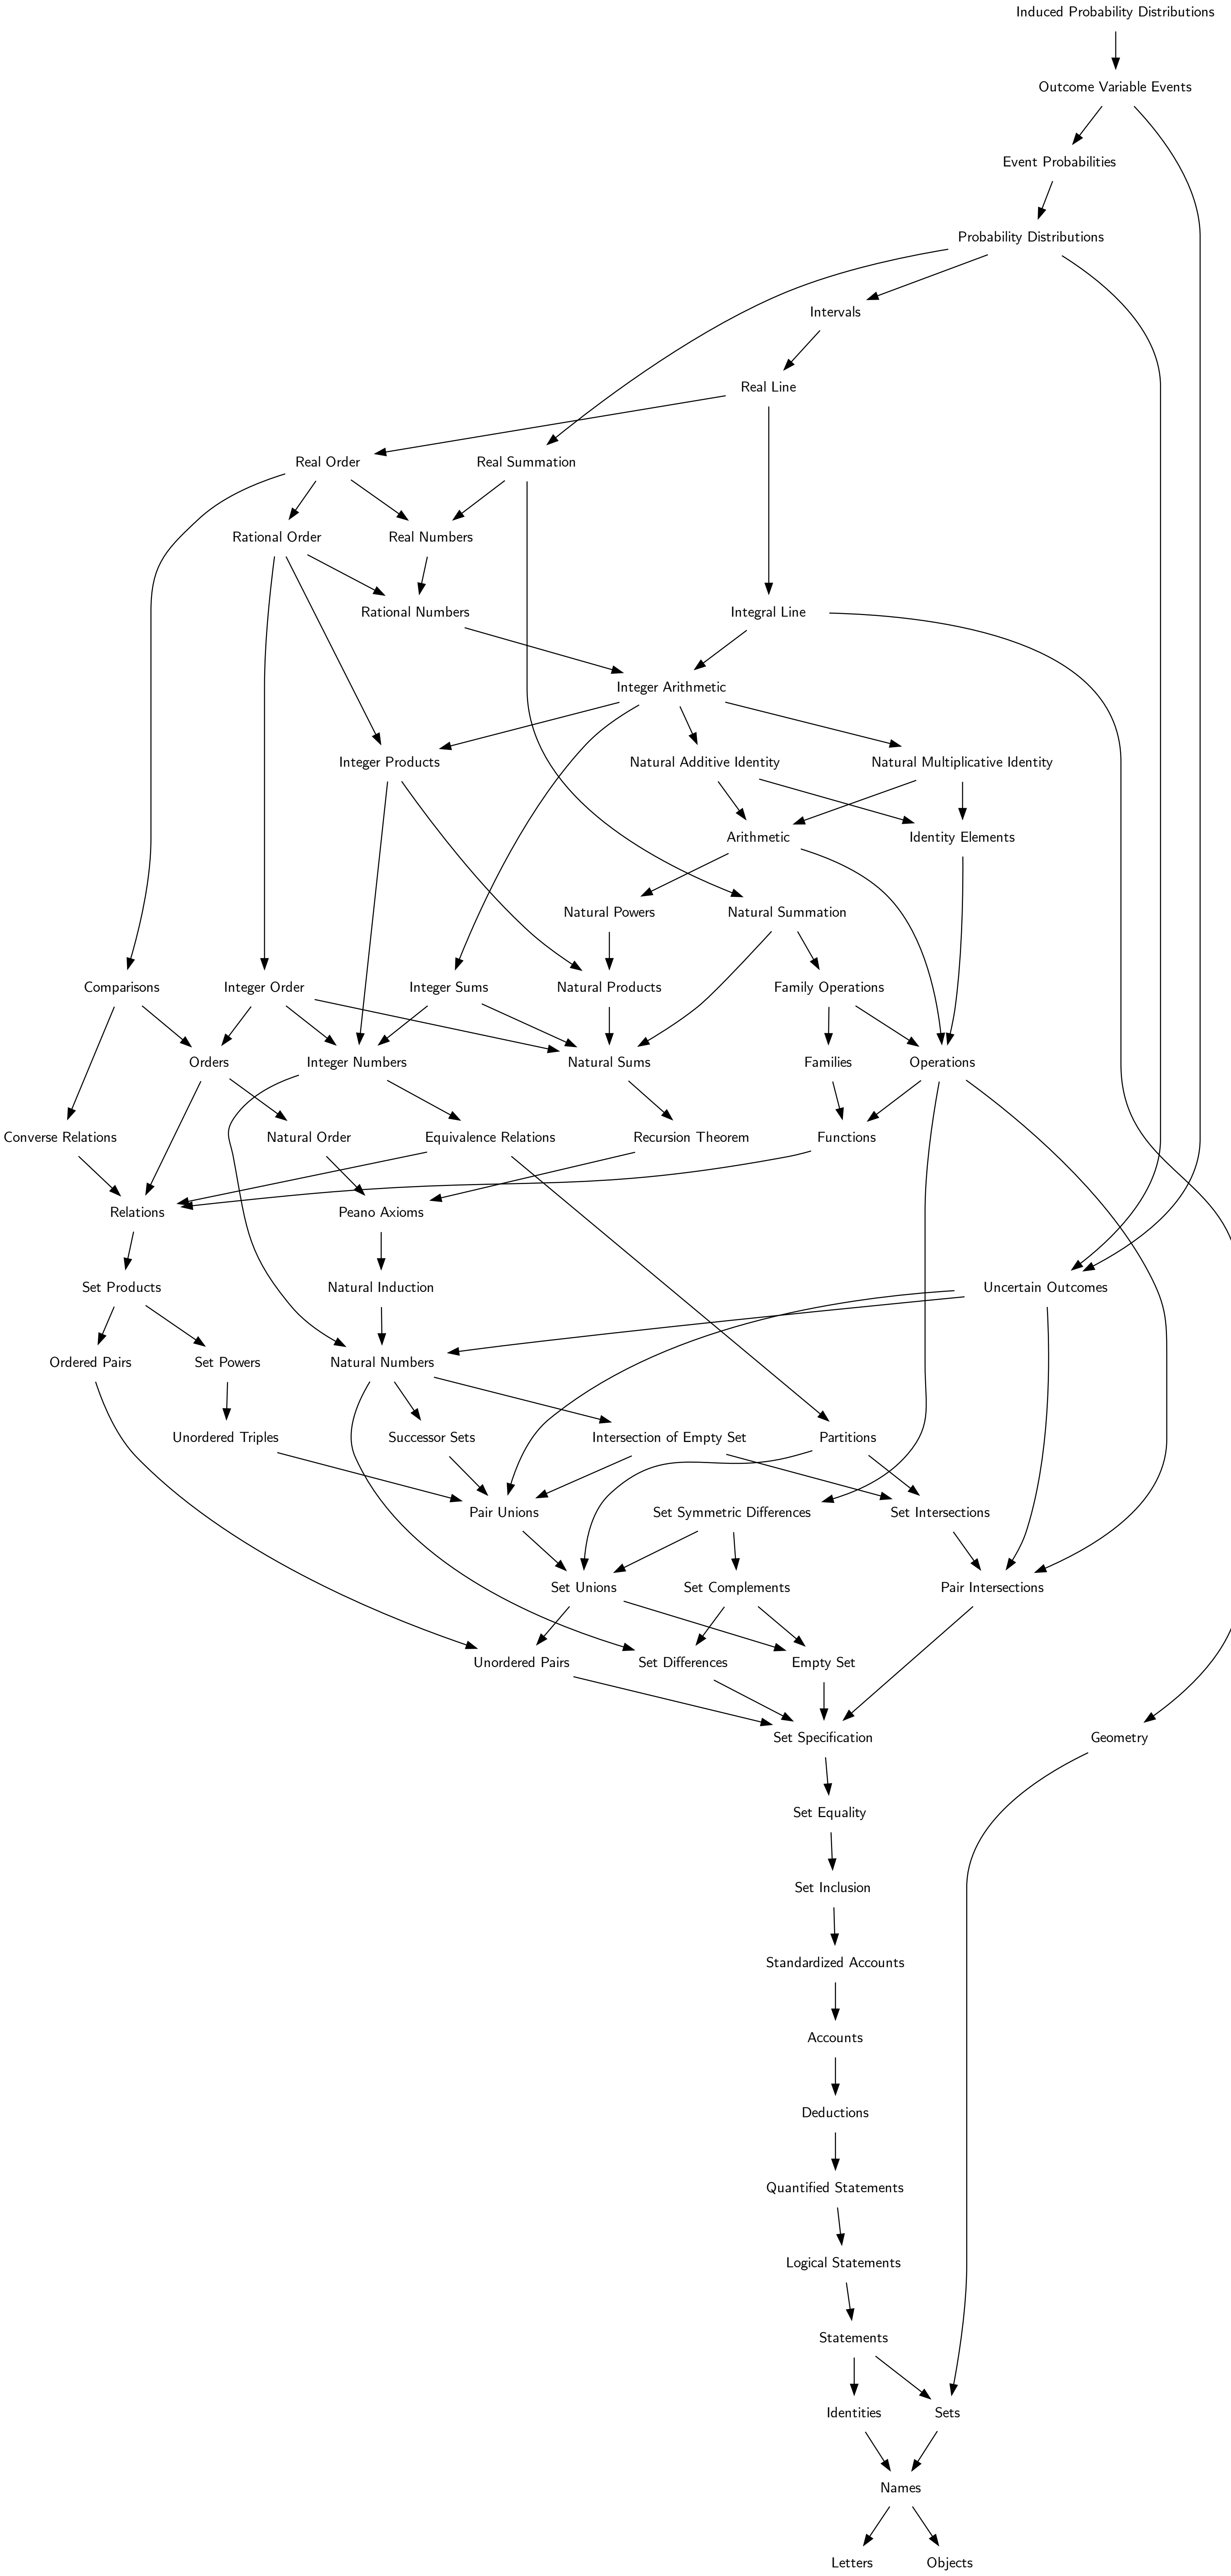 Induced Probability Distributions
Outcome Variable Events
Event Probabilities
Probability Distributions
Intervals
Real Line
Real Order
Real Summation
Rational Order
Real Numbers
Rational Numbers
Integral Line
Integer Arithmetic
Integer Products
Natural Additive Identity
Natural Multiplicative Identity
Arithmetic
Identity Elements
Natural Powers
Natural Summation
Comparisons
Integer Order
Integer Sums
Natural Products
Family Operations
Orders
Integer Numbers
Natural Sums
Families
Operations
Converse Relations
Natural Order
Equivalence Relations
Recursion Theorem
Functions
Relations
Peano Axioms
Set Products
Natural Induction
Uncertain Outcomes
Ordered Pairs
Set Powers
Natural Numbers
Unordered Triples
Successor Sets
Intersection of Empty Set
Partitions
Pair Unions
Set Symmetric Differences
Set Intersections
Set Unions
Set Complements
Pair Intersections
Unordered Pairs
Set Differences
Empty Set
Set Specification
Geometry
Set Equality
Set Inclusion
Standardized Accounts
Accounts
Deductions
Quantified Statements
Logical Statements
Statements
Identities
Sets
Names
Letters
Objects